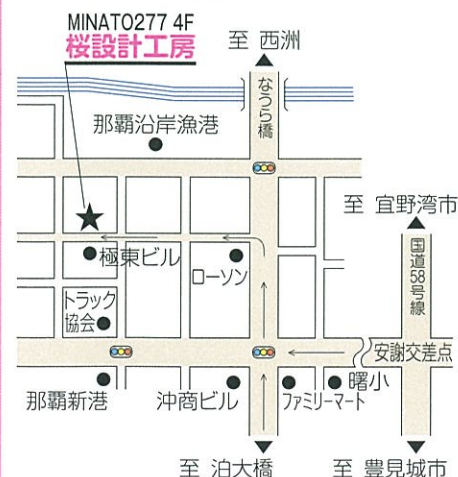 MINATO277 4F
桜設計工房
至 西洲
なうら橋
那覇沿岸漁港
至 宜野湾市
国道58号線
極東ビル
ローソン
トラック
協会
安謝交差点
曙小
那覇新港
沖商ビル
ファミリーマート
至 泊大橋
至 豊見城市